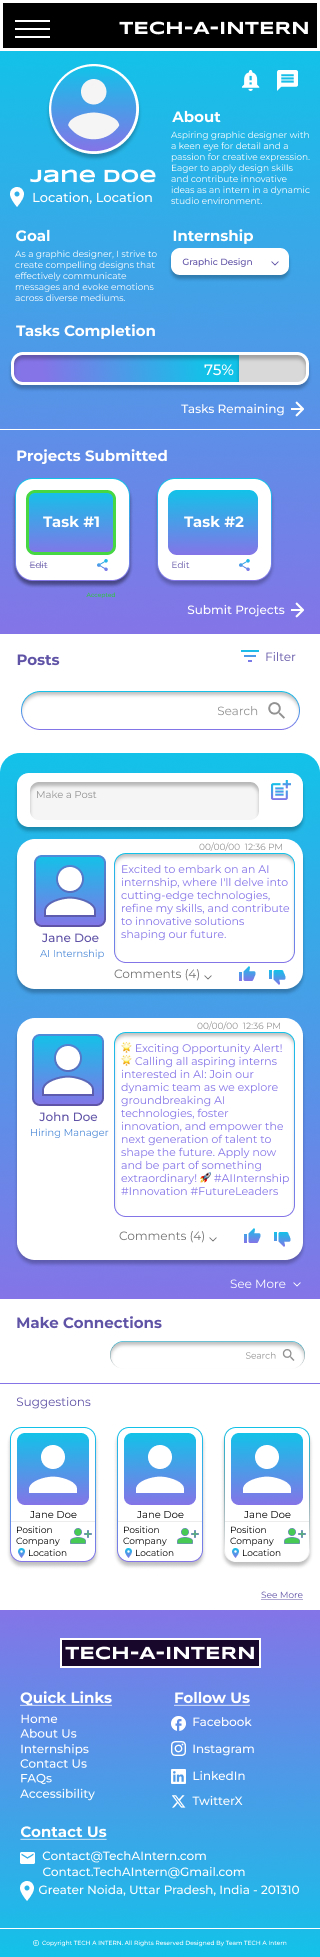 TECH-A-INTERN
Jane Doe
Location, Location
About
Aspiring graphic designer with
a keen eye for detail and a
passion for creative expression.
Eager to apply design skills
and contribute innovative
ideas as an intern in a dynamic
studio environment.
Goal
As a graphic designer, I strive to
create compelling designs that
effectively communicate
messages and evoke emotions
across diverse mediums.
Internship
Graphic Design
Tasks Completion
75%
Tasks Remaining
Projects Submitted
Task #1
Edit
Task #2
Edit
Submit Projects
Posts
Filter
Search
Make a Post
00/00/00 12:36 PM
Excited to embark on an AI
internship, where I'll delve into
cutting-edge technologies,
refine my skills, and contribute
to innovative solutions
shaping our future.
Jane Doe
AI Internship
Comments (4)
00/00/00 12:36 PM
🌟 Exciting Opportunity Alert!
🌟 Calling all aspiring interns
interested in AI: Join our
dynamic team as we explore
groundbreaking AI
technologies, foster
innovation, and empower the
next generation of talent to
shape the future. Apply now
and be part of something
extraordinary! 🚀 #AIInternship
#Innovation #FutureLeaders
John Doe
Hiring Manager
Comments (4)
See More
Make Connections
Search
Suggestions
Jane Doe
Position
Company
Location
Jane Doe
Position
Company
Location
Jane Doe
Position
Company
Location
See More
TECH-A-INTERN
Quick Links
Home
About Us
Internships
Contact Us
FAQs
Accessibility
Follow Us
Facebook
Instagram
LinkedIn
TwitterX
Contact Us
Contact@TechAIntern.com
Contact.TechAIntern@Gmail.com
Greater Noida, Uttar Pradesh, India - 201310
© Copyright TECH A INTERN. All Rights Reserved Designed By Team TECH A Intern